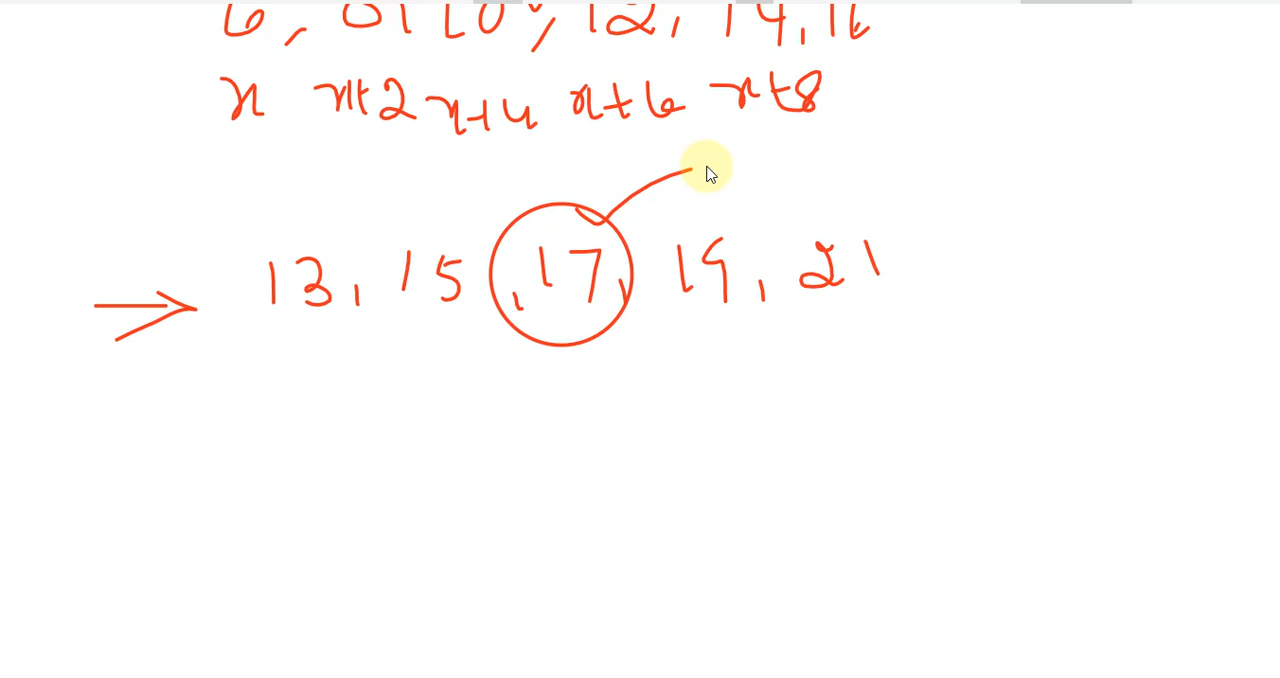 6, 8, 10, 12, 14, 16
x x+2 x+4 x+6 x+8
13, 15, 17, 19, 21